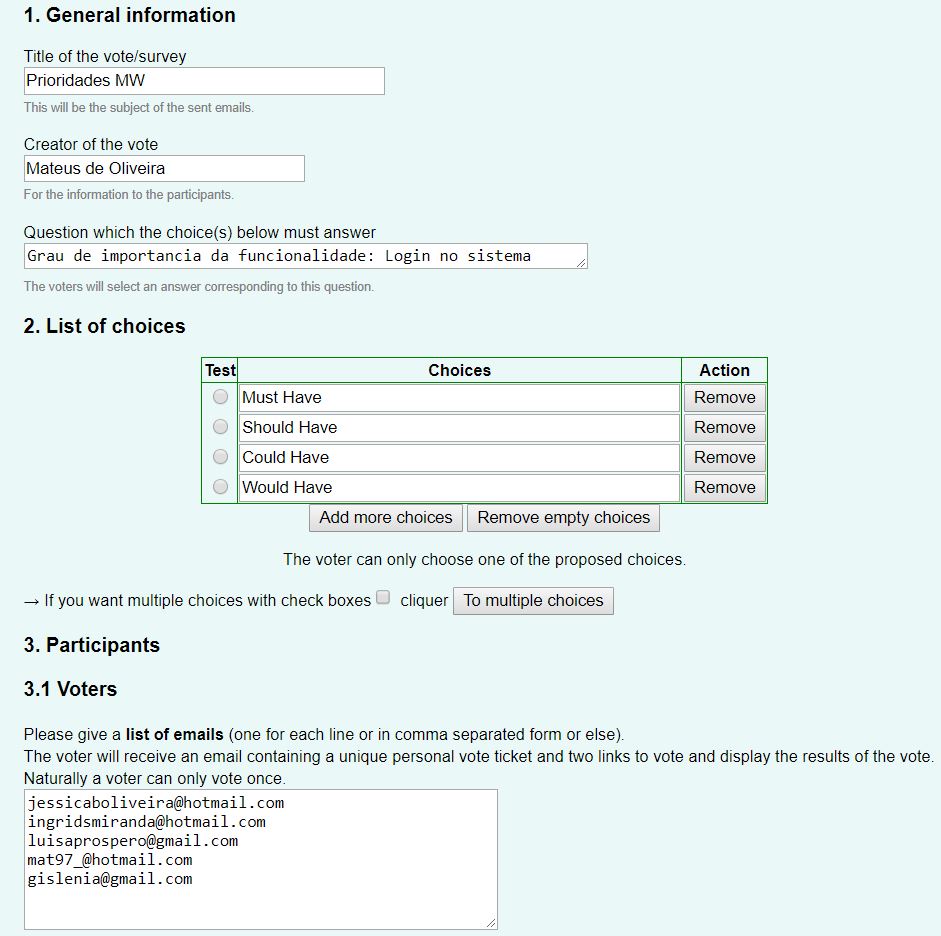 1. General information
Title of the vote/survey
Prioridades MW
This will be the subject of the sent emails.
Creator of the vote
Mateus de Oliveira
For the information to the participants.
Question which the choice(s) below must answer
Grau de importancia da funcionalidade: Login no sistema
The voters will select an answer corresponding to this question.
2. List of choices
Test Choices Action
Must Have Remove
Should Have Remove
Could Have Remove
Would Have Remove
Add more choices Remove empty choices
The voter can only choose one of the proposed choices.
→ If you want multiple choices with check boxes cliquer To multiple choices
3. Participants
3.1 Voters
Please give a list of emails (one for each line or in comma separated form or else).
The voter will receive an email containing a unique personal vote ticket and two links to vote and display the results of the vote.
Naturally a voter can only vote once.
jessicaboliveira@hotmail.com
ingridsmiranda@hotmail.com
luisaprospero@gmail.com
mat97_@hotmail.com
gislenia@gmail.com